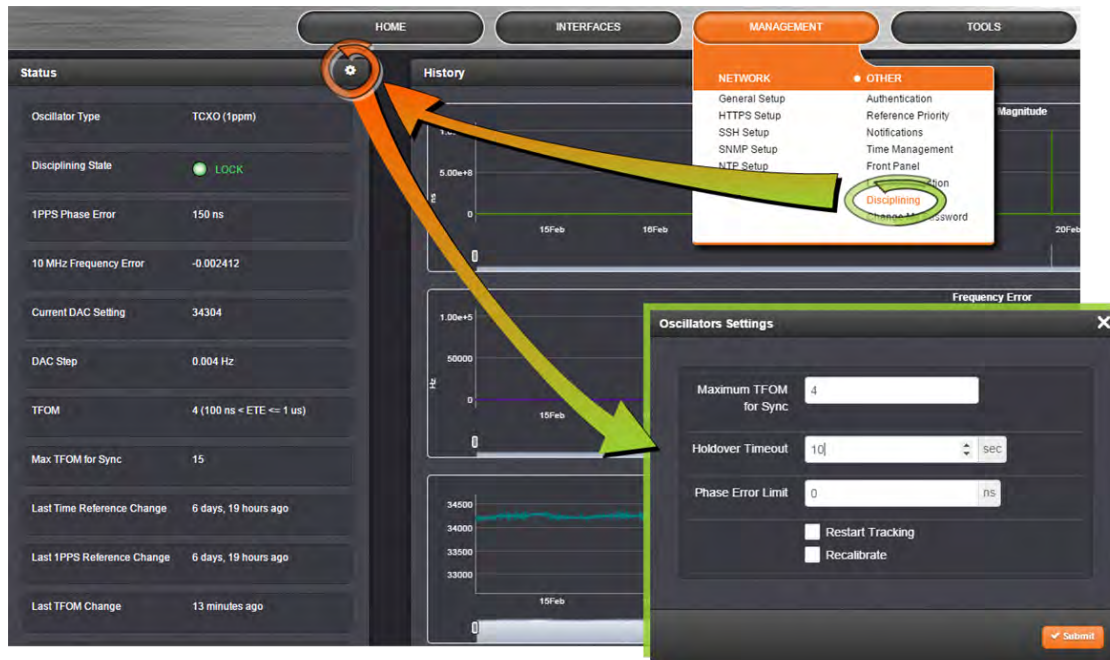 HOME
INTERFACES
MANAGEMENT
TOOLS
Status
History
NETWORK
OTHER
General Setup
Authentication
HTTPS Setup
Reference Priority
SSH Setup
Notifications
SNMP Setup
Time Management
NTP Setup
Front Panel
Disciplining
Change My Password
Oscillator Type
TCXO (1ppm)
Disciplining State
LOCK
1PPS Phase Error
150 ns
10 MHz Frequency Error
-0.002412
Current DAC Setting
34304
DAC Step
0.004 Hz
TFOM
4 (100 ns < ETE <= 1 us)
Max TFOM for Sync
15
Last Time Reference Change
6 days, 19 hours ago
Last 1PPS Reference Change
6 days, 19 hours ago
Last TFOM Change
13 minutes ago
Magnitude
5.00e+8
ns
0
15Feb
16Feb
20Feb
Frequency Error
1.00e+5
50000
Hz
0
15Feb
34500
34000
33500
33000
15Feb
Oscillators Settings
Maximum TFOM
for Sync
4
Holdover Timeout
10
sec
Phase Error Limit
0
ns
Restart Tracking
Recalibrate
Submit